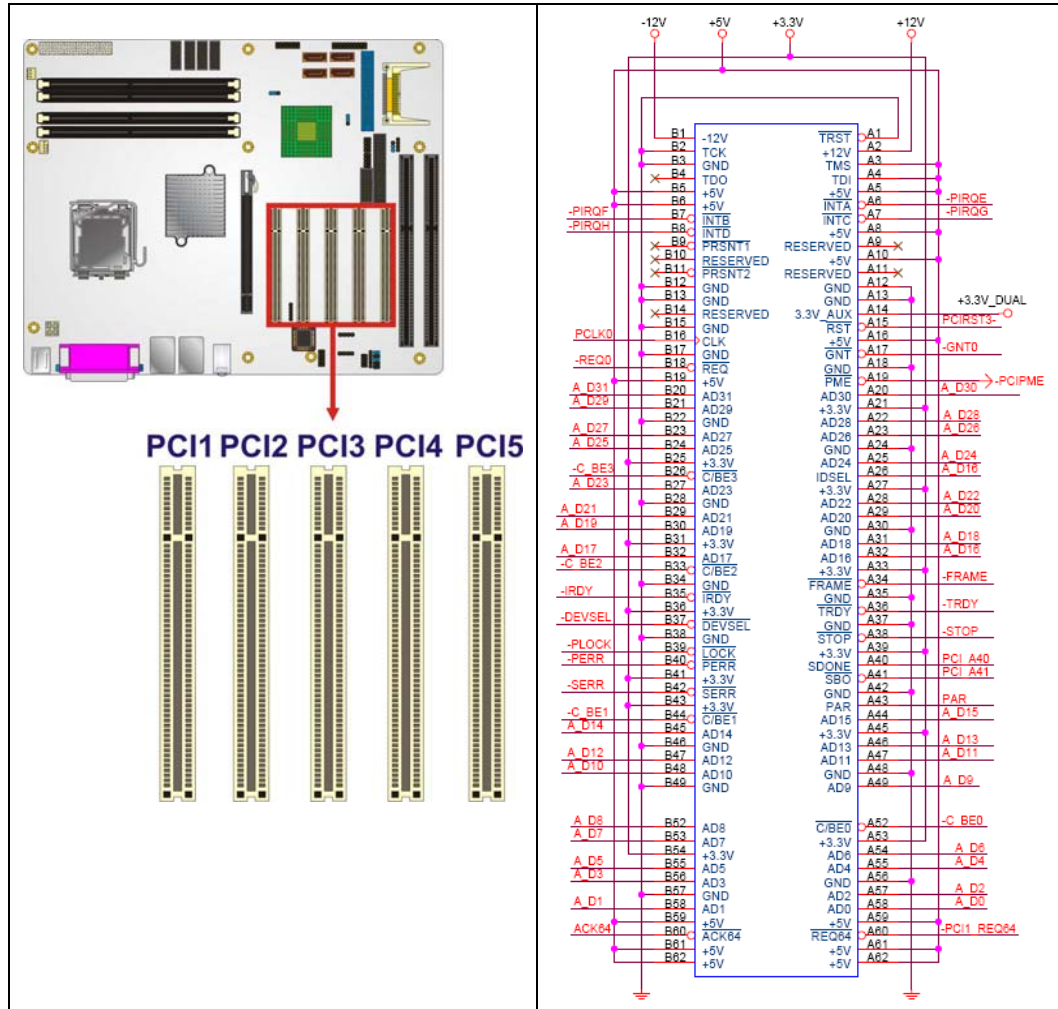 PCI1 PCI2 PCI3 PCI4 PCI5
-12V +5V +3.3V +12V
B1 -12V TRST A1
B2 TCK +12V A2
B3 GND TMS A3
B4 TDO TDI A4
B5 +5V +5V A5
B6 +5V INTA A6 -PIRQE
-PIRQF B7 INTB INTC A7 -PIRQG
-PIRQH B8 INTD +5V A8
B9 PRSNT1 RESERVED A9
B10 RESERVED +5V A10
B11 PRSNT2 RESERVED A11
B12 GND GND A12
B13 GND GND A13
B14 RESERVED 3.3V_AUX A14 +3.3V_DUAL
B15 GND RST A15 PCIRST3-
PCLK0 B16 CLK +5V A16
B17 GND GNT A17 -GNT0
-REQ0 B18 REQ GND A18
B19 +5V PME A19 -PCIPME
A_D31 B20 AD31 AD30 A20 A_D30
A_D29 B21 AD29 +3.3V A21
B22 GND AD28 A22 A_D28
A_D27 B23 AD27 AD26 A23 A_D26
A_D25 B24 AD25 GND A24
B25 +3.3V AD24 A25 A_D24
-C_BE3 B26 C/BE3 IDSEL A26 A_D16
A_D23 B27 AD23 +3.3V A27
B28 GND AD22 A28 A_D22
A_D21 B29 AD21 AD20 A29 A_D20
A_D19 B30 AD19 GND A30
B31 +3.3V AD18 A31 A_D18
A_D17 B32 AD17 AD16 A32 A_D16
-C_BE2 B33 C/BE2 +3.3V A33
B34 GND FRAME A34 -FRAME
-IRDY B35 IRDY GND A35
B36 +3.3V TRDY A36 -TRDY
-DEVSEL B37 DEVSEL GND A37
B38 GND STOP A38 -STOP
-PLOCK B39 LOCK +3.3V A39
-PERR B40 PERR SDONE A40 PCI_A40
B41 +3.3V SBO A41 PCI_A41
-SERR B42 SERR GND A42
B43 +3.3V PAR A43 PAR
-C_BE1 B44 C/BE1 AD15 A44 A_D15
A_D14 B45 AD14 +3.3V A45
B46 GND AD13 A46 A_D13
A_D12 B47 AD12 AD11 A47 A_D11
A_D10 B48 AD10 GND A48
B49 GND AD9 A49 A_D9
A_D8 B52 AD8 C/BE0 A52 -C_BE0
A_D7 B53 AD7 +3.3V A53
B54 +3.3V AD6 A54 A_D6
A_D5 B55 AD5 AD4 A55 A_D4
A_D3 B56 AD3 GND A56
B57 GND AD2 A57 A_D2
A_D1 B58 AD1 AD0 A58 A_D0
B59 +5V +5V A59
ACK64 B60 ACK64 REQ64 A60 -PCI1_REQ64
B61 +5V +5V A61
B62 +5V +5V A62